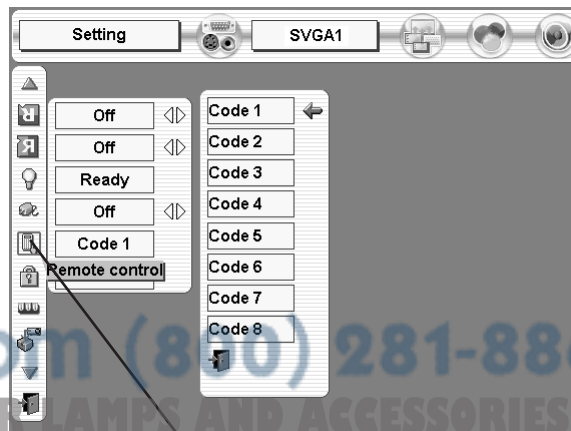 Setting
SVGA1
Off
Off
Ready
Off
Code 1
Remote control
Code 1
Code 2
Code 3
Code 4
Code 5
Code 6
Code 7
Code 8
om (800) 281-88
LAMPS AND ACCESSORIES